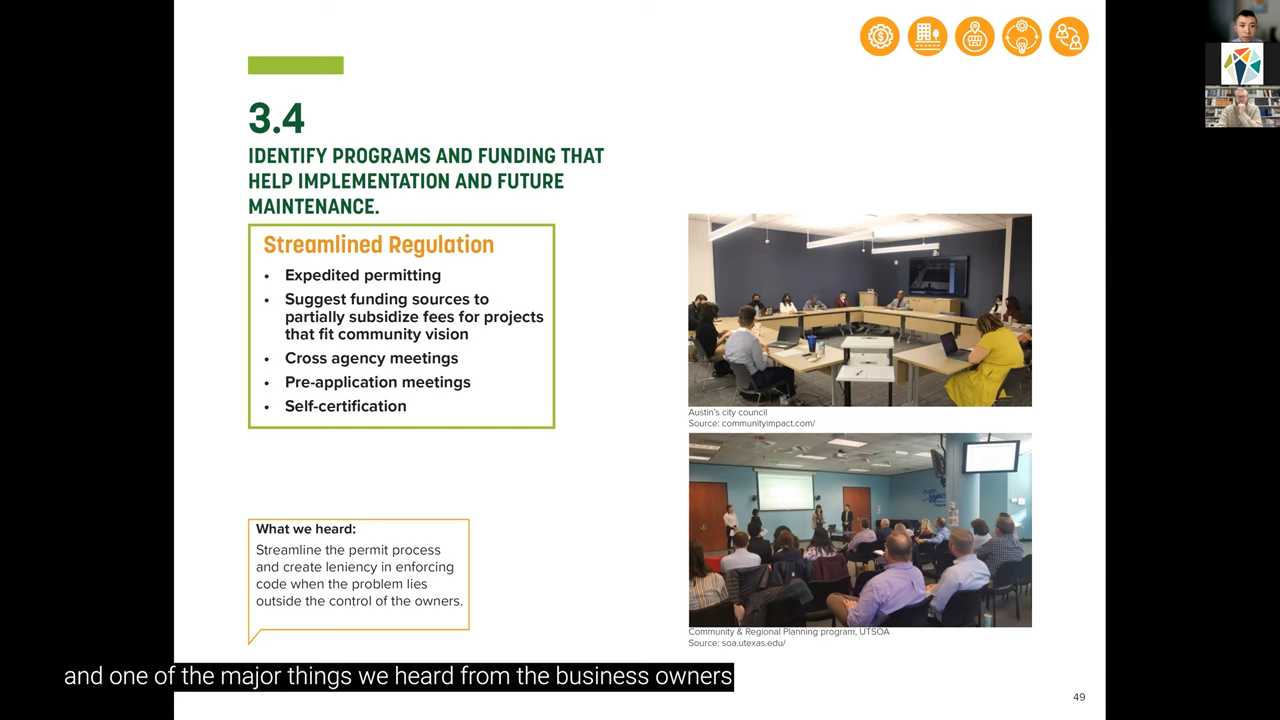 3.4
IDENTIFY PROGRAMS AND FUNDING THAT
HELP IMPLEMENTATION AND FUTURE
MAINTENANCE.
Streamlined Regulation
• Expedited permitting
• Suggest funding sources to
partially subsidize fees for projects
that fit community vision
• Cross agency meetings
• Pre-application meetings
• Self-certification
What we heard:
Streamline the permit process
and create leniency in enforcing
code when the problem lies
outside the control of the owners.
Austin's city council
Source: communityimpact.com/
Community & Regional Planning program, UTSOA
Source: soa.utexas.edu/
and one of the major things we heard from the business owners
49